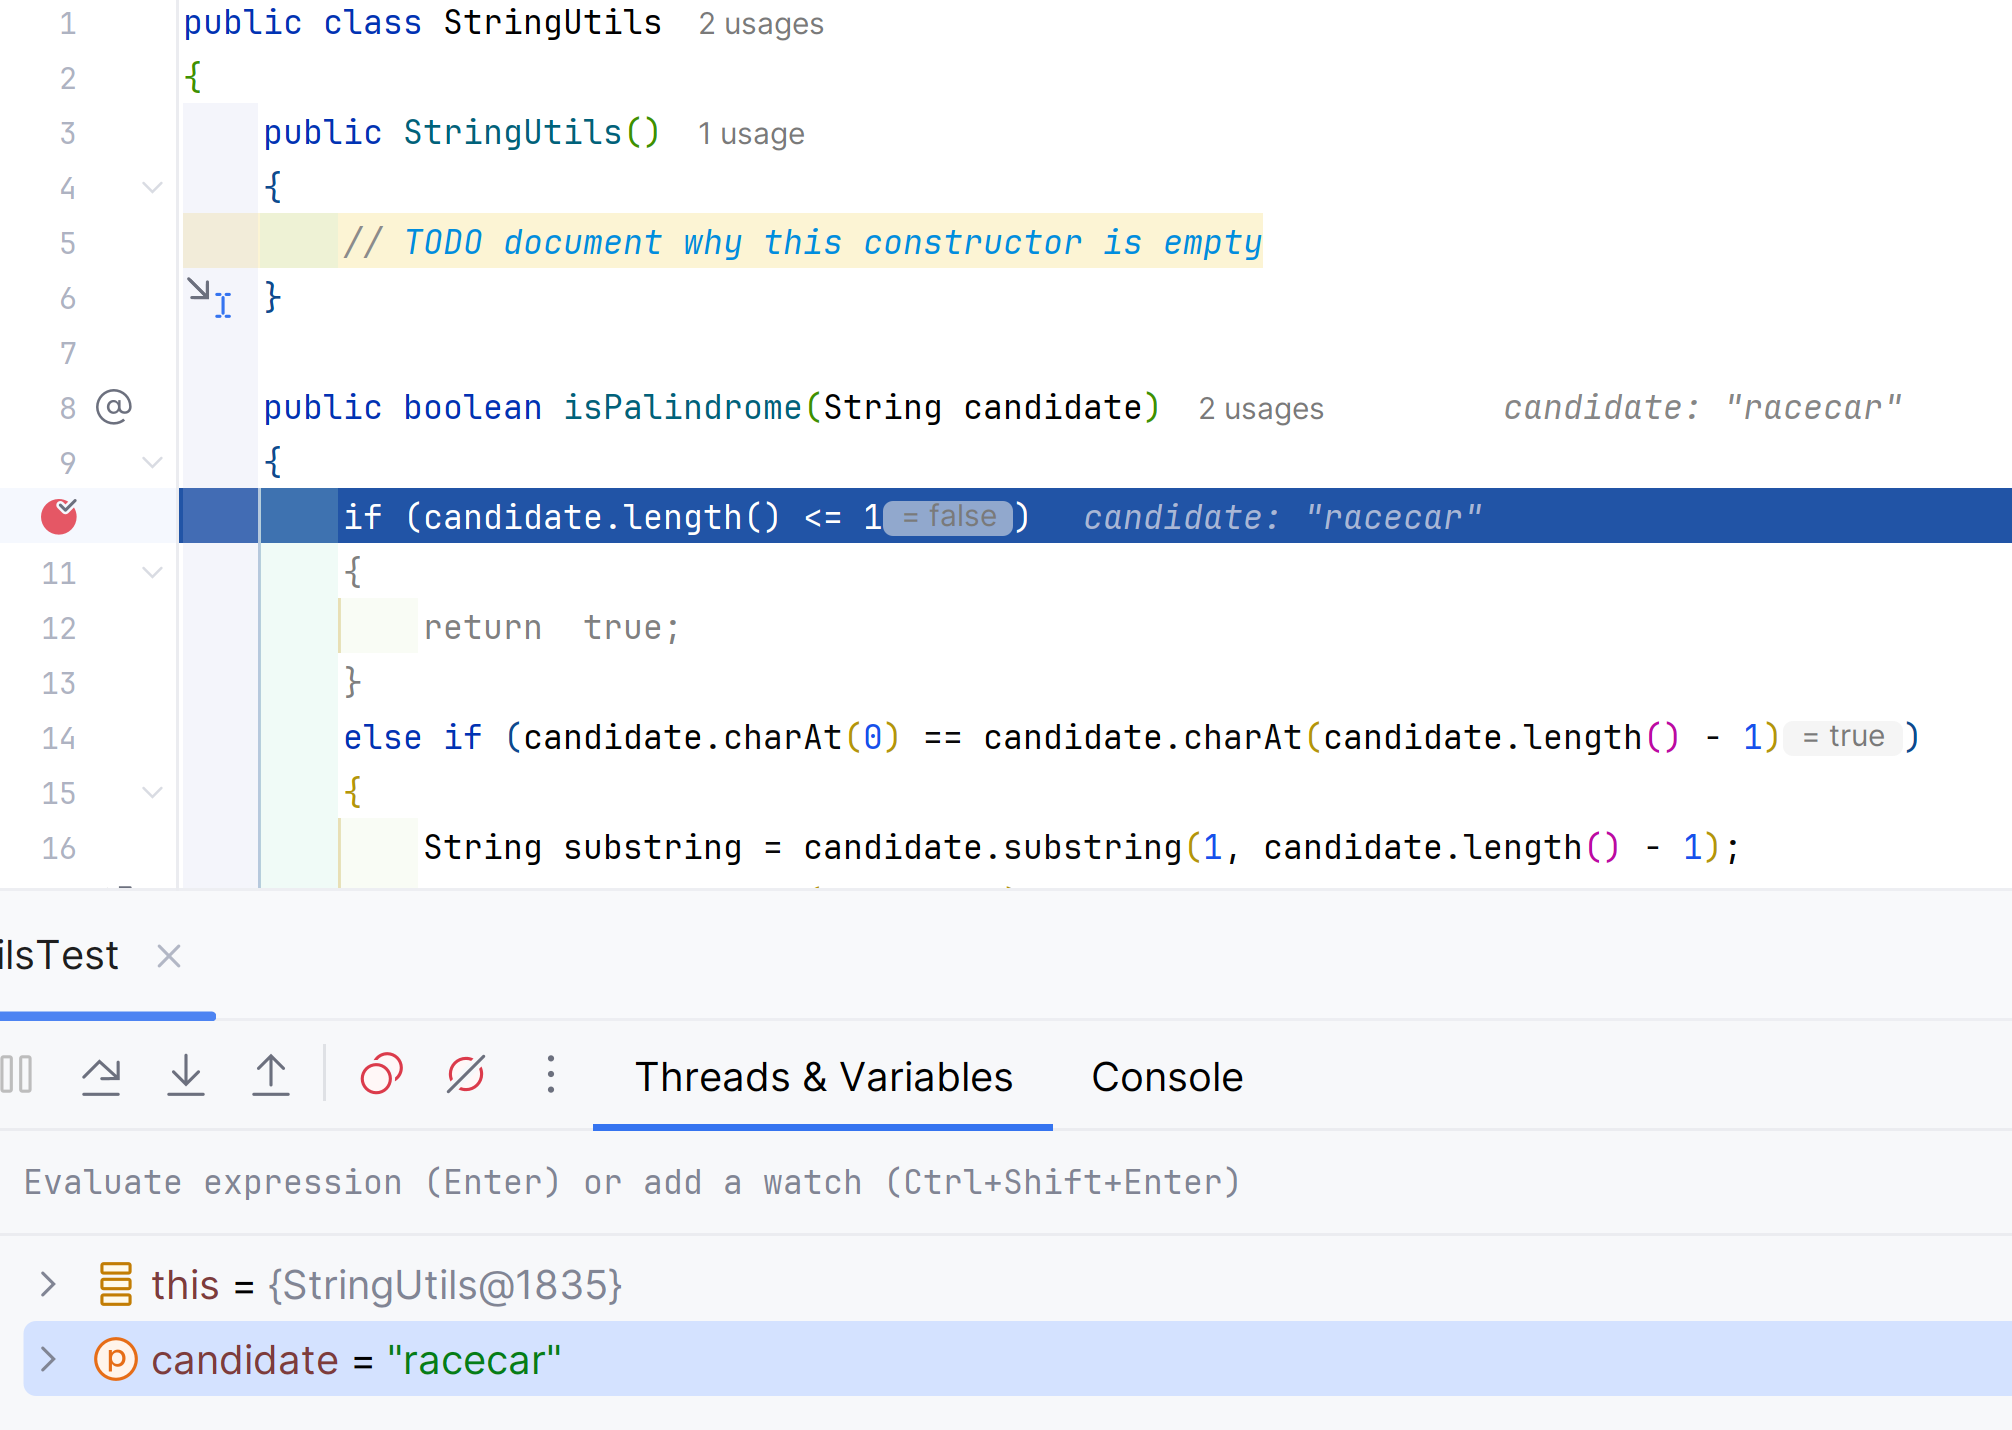 1 public class StringUtils 2 usages
2 {
3 public StringUtils() 1 usage
4 {
5 // TODO document why this constructor is empty
6 }
7
8 @ public boolean isPalindrome(String candidate) 2 usages candidate: "racecar"
9 {
if (candidate.length() <= 1 = false ) candidate: "racecar"
11 {
12 return  true;
13 }
14 else if (candidate.charAt(0) == candidate.charAt(candidate.length() - 1) = true )
15 {
16 String substring = candidate.substring(1, candidate.length() - 1);
ilsTest
Threads & Variables Console
Evaluate expression (Enter) or add a watch (Ctrl+Shift+Enter)
this = {StringUtils@1835}
p candidate = "racecar"